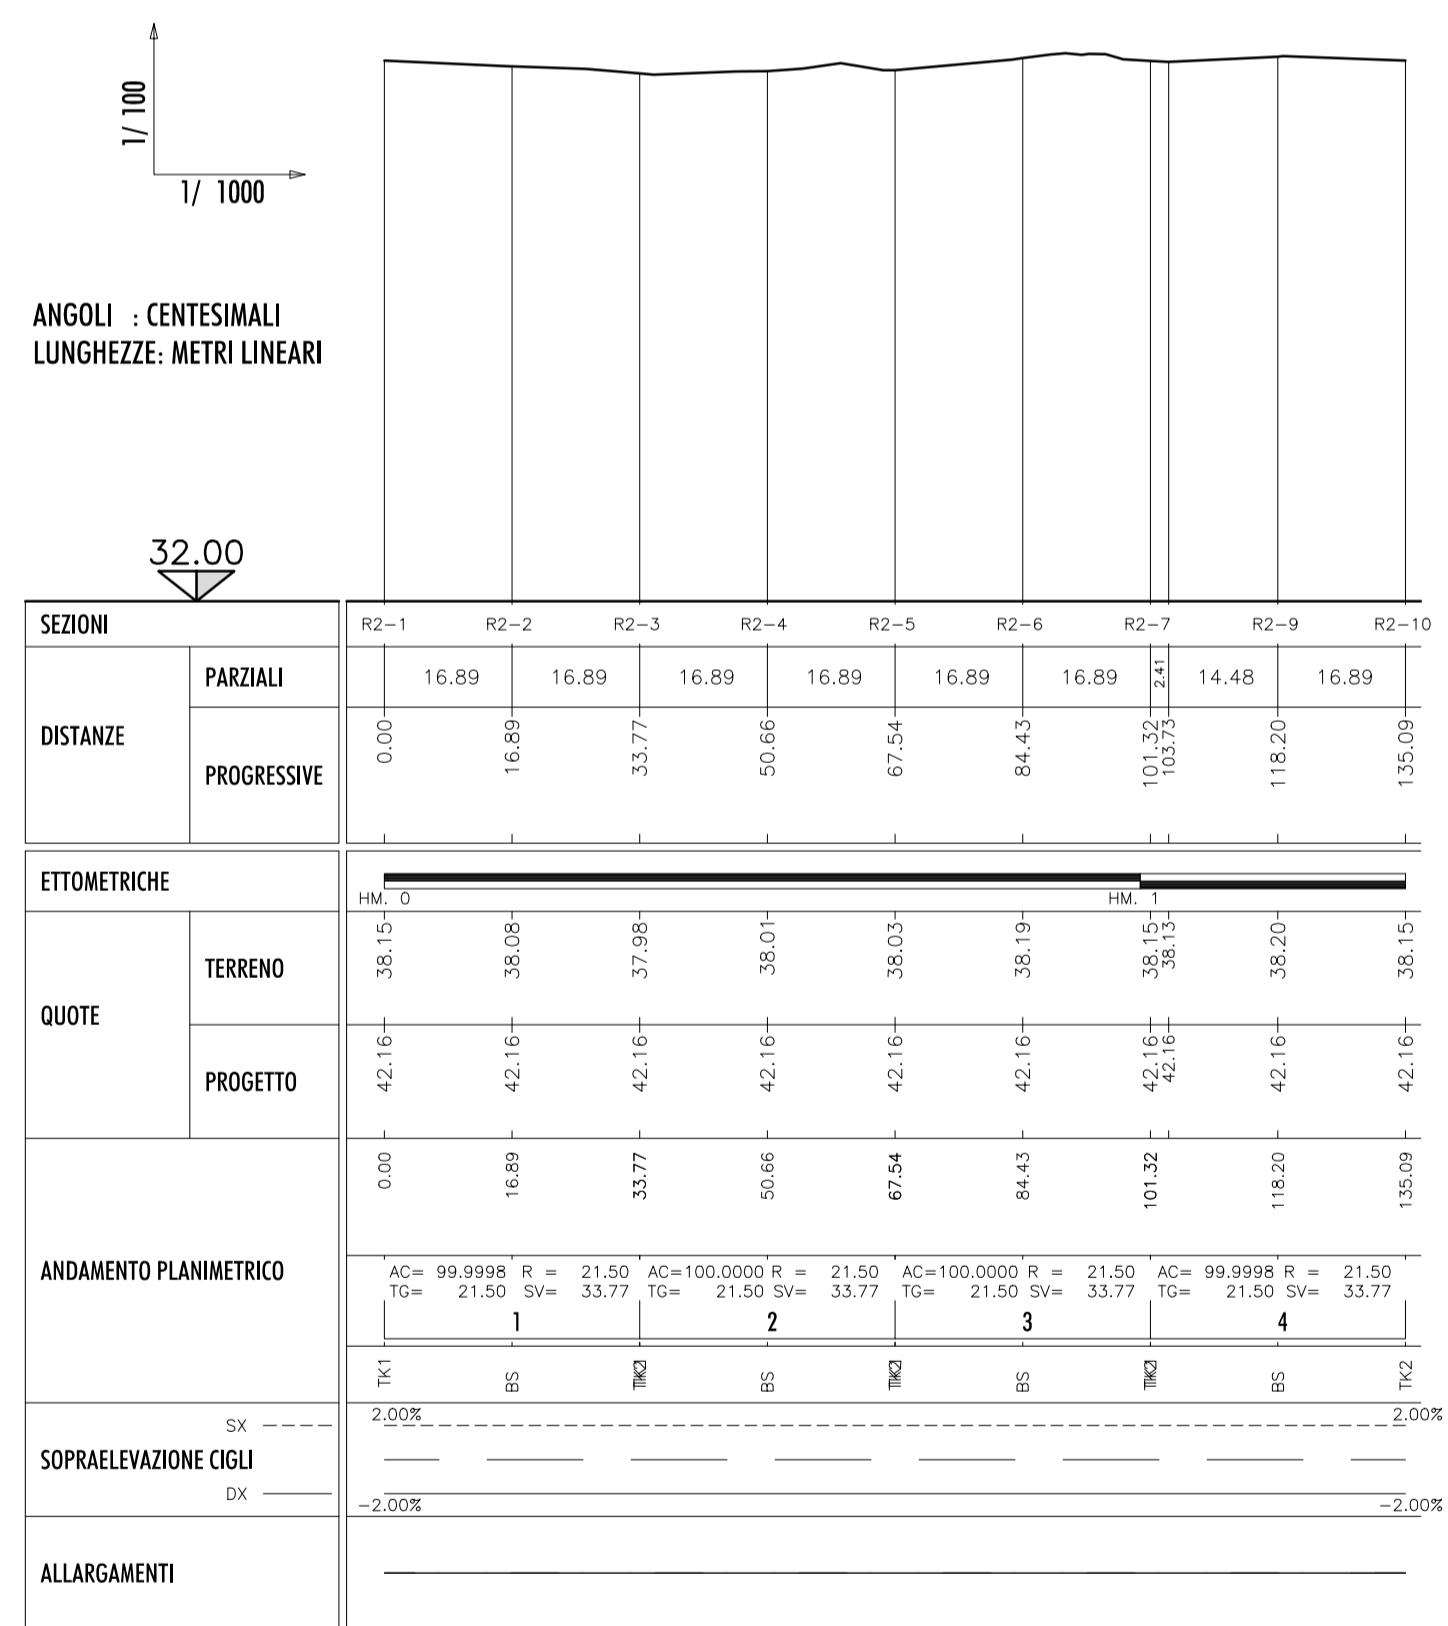 1/ 100
1/ 1000
ANGOLI : CENTESIMALI
LUNGHEZZE: METRI LINEARI
32.00
SEZIONI R2-1 R2-2 R2-3 R2-4 R2-5 R2-6 R2-7 R2-9 R2-10
DISTANZE
PARZIALI 16.89 16.89 16.89 16.89 16.89 16.89 2.41 14.48 16.89
PROGRESSIVE 0.00 16.89 33.77 50.66 67.54 84.43 101.32 103.73 118.20 135.09
ETTOMETRICHE
HM. 0 HM. 1
QUOTE
TERRENO 38.15 38.08 37.98 38.01 38.03 38.19 38.15 38.13 38.20 38.15
PROGETTO 42.16 42.16 42.16 42.16 42.16 42.16 42.16 42.16 42.16 42.16
ANDAMENTO PLANIMETRICO
0.00 16.89 33.77 50.66 67.54 84.43 101.32 118.20 135.09
AC= 99.9998 R = 21.50 AC=100.0000 R = 21.50 AC=100.0000 R = 21.50 AC= 99.9998 R = 21.50
TG= 21.50 SV= 33.77 TG= 21.50 SV= 33.77 TG= 21.50 SV= 33.77 TG= 21.50 SV= 33.77
1 2 3 4
TK1 BS BS BS BS TK2
SOPRAELEVAZIONE CIGLI
SX 2.00% 2.00%
DX -2.00% -2.00%
ALLARGAMENTI